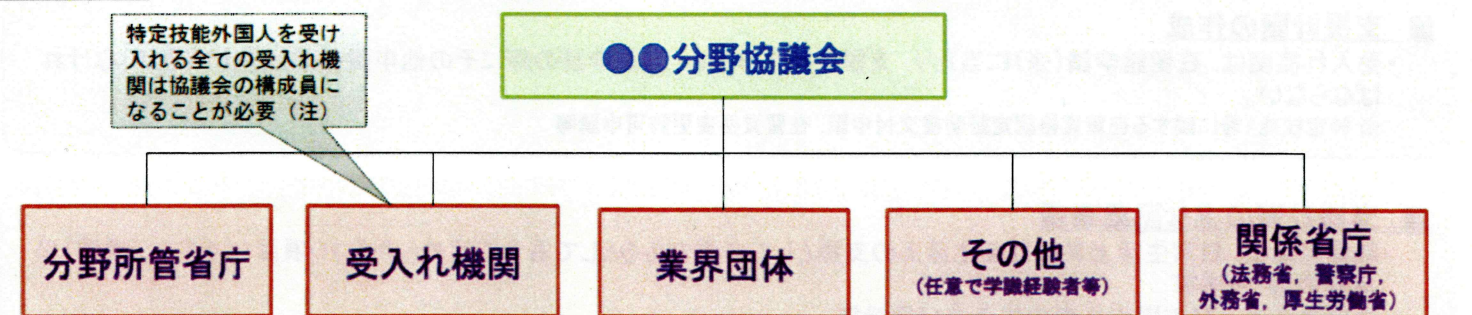 特定技能外国人を受け
入れる全ての受入れ機
関は協議会の構成員に
なることが必要（注）
●●分野協議会
分野所管省庁
受入れ機関
業界団体
その他
（任意で学識経験者等）
関係省庁
（法務省，警察庁，
外務省，厚生労働省）